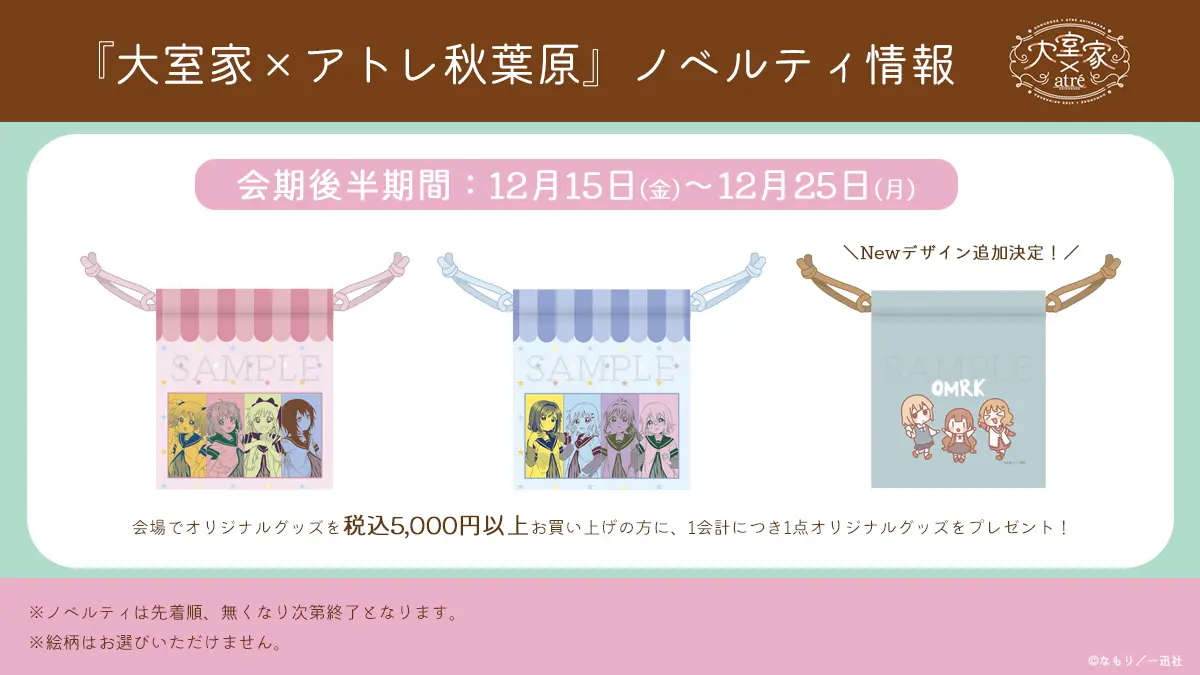 『大室家×アトレ秋葉原』ノベルティ情報
大室家
×
atré
会期後半期間：12月15日(金)～12月25日(月)
＼Newデザイン追加決定！／
SAMPLE
SAMPLE
SAMPLE
OMRK
会場でオリジナルグッズを税込5,000円以上お買い上げの方に、1会計につき1点オリジナルグッズをプレゼント！
※ノベルティは先着順、無くなり次第終了となります。
※絵柄はお選びいただけません。
©なもり／一迅社